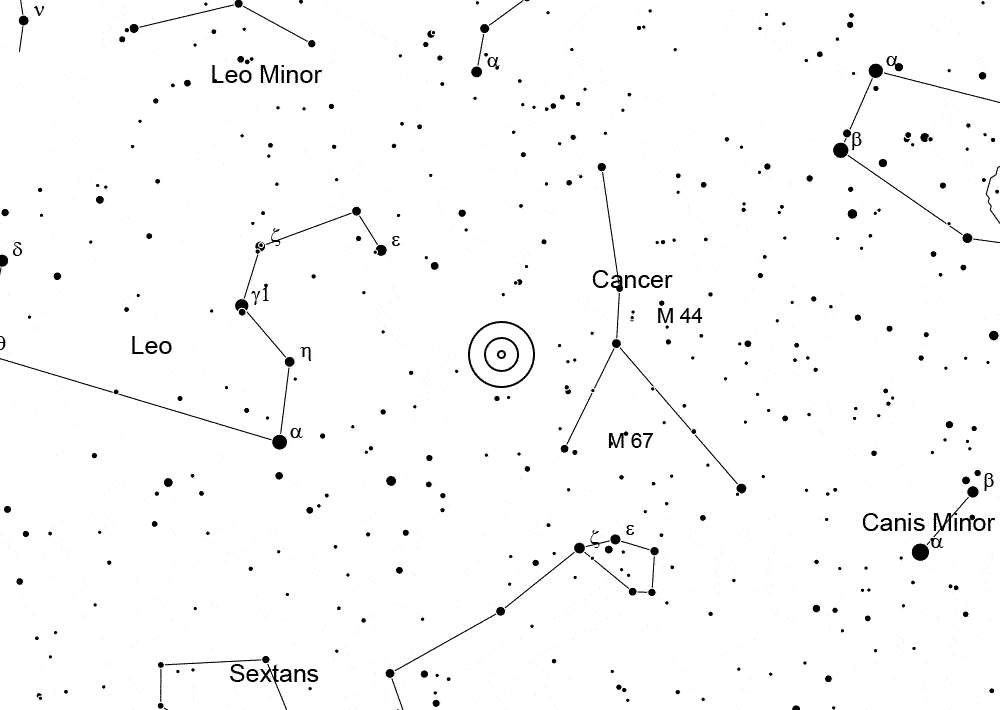 ν
Leo Minor
α
α
β
ζ
ε
δ
γ1
Cancer
M 44
θ
Leo
η
α
M 67
β
Canis Minor
α
ζ
ε
Sextans